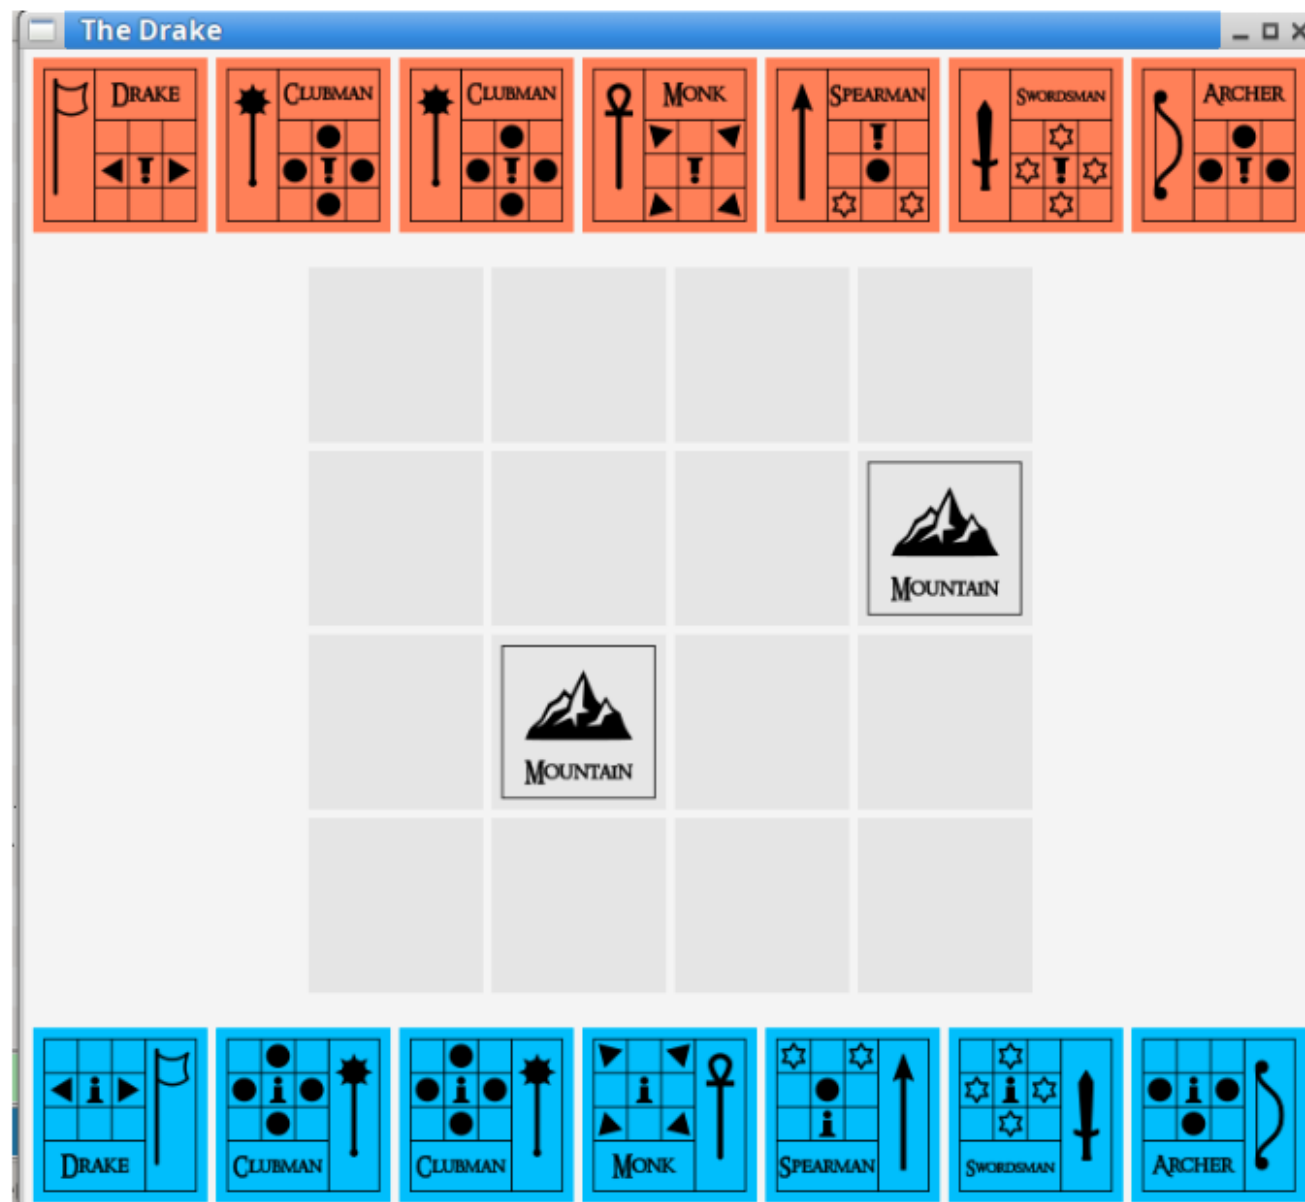 The Drake
DRAKE
CLUBMAN
CLUBMAN
MONK
SPEARMAN
SWORDSMAN
ARCHER
MOUNTAIN
MOUNTAIN
DRAKE
CLUBMAN
CLUBMAN
MONK
SPEARMAN
SWORDSMAN
ARCHER